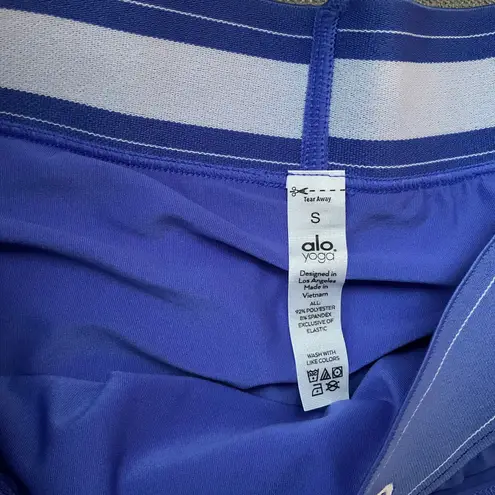 Tear Away
S
alo.
yoga
Designed in
Los Angeles
Made in
Vietnam
ALL:
92% POLYESTER
8% SPANDEX
EXCLUSIVE OF
ELASTIC
WASH WITH
LIKE COLORS